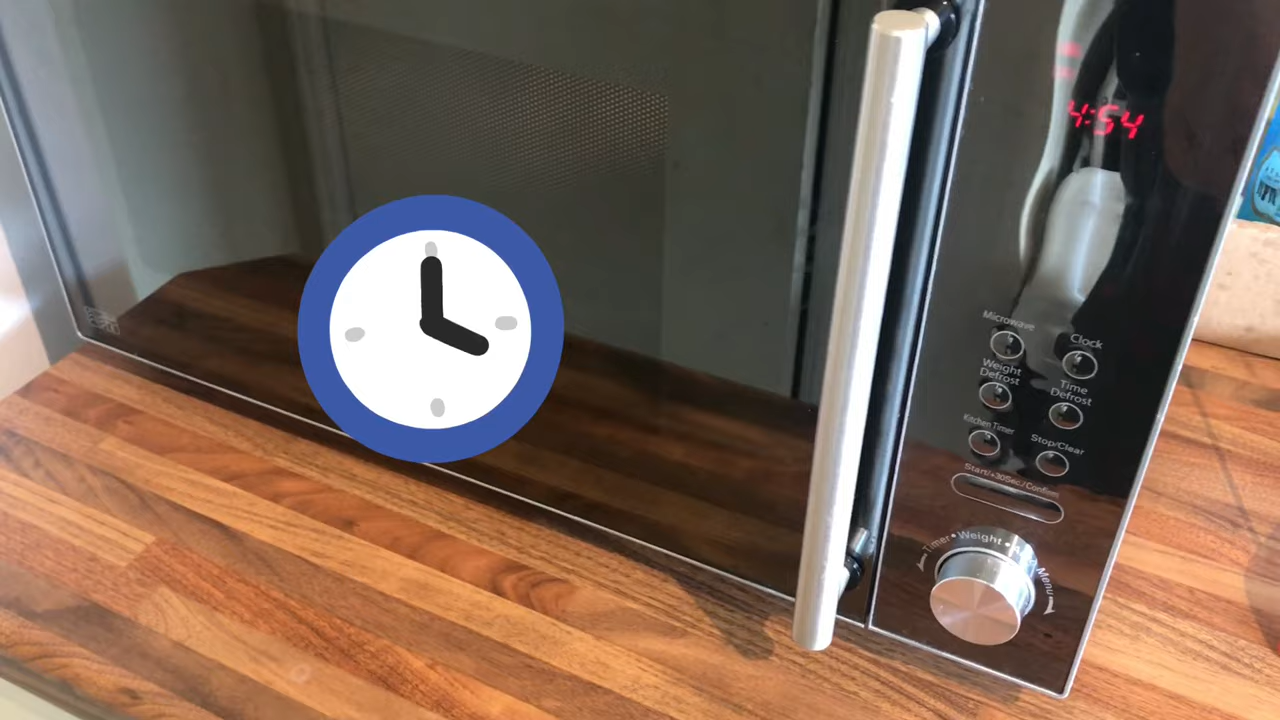 4:54
Microwave
Clock
Weight
Defrost
Time
Defrost
Kitchen Timer
Stop/Clear
Start/+30Sec./Confirm
Timer • Weight •
Menu